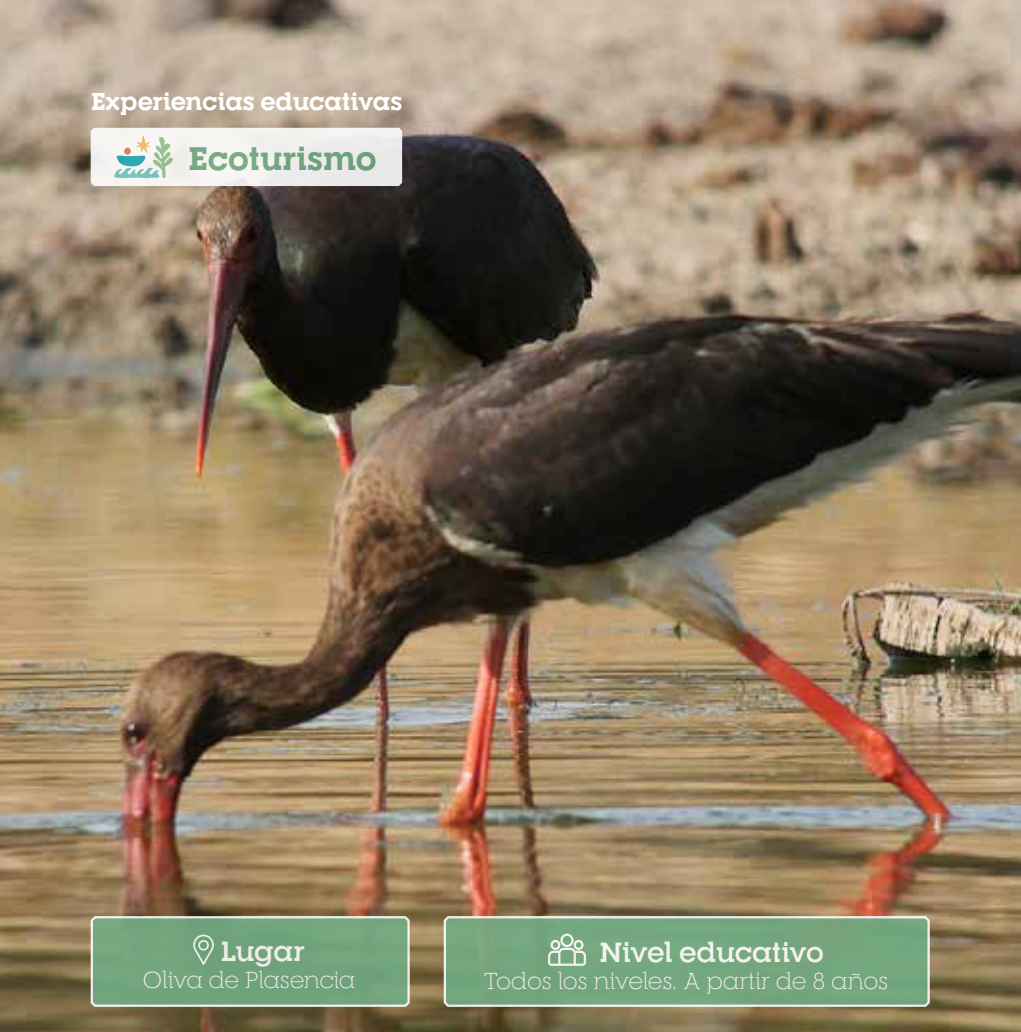 Experiencias educativas
Ecoturismo
Lugar
Oliva de Plasencia
Nivel educativo
Todos los niveles. A partir de 8 años